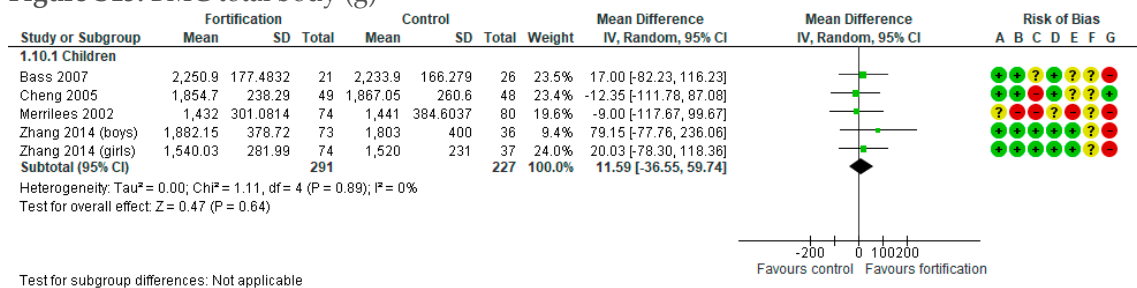 Fortification Control Mean Difference Mean Difference Risk of Bias
Study or Subgroup Mean SD Total Mean SD Total Weight IV, Random, 95% CI IV, Random, 95% CI A B C D E F G
1.10.1 Children
Bass 2007 2,250.9 177.4832 21 2,233.9 166.279 26 23.5% 17.00 [-82.23, 116.23] + + ? + ? ? -
Cheng 2005 1,854.7 238.29 49 1,867.05 260.6 48 23.4% -12.35 [-111.78, 87.08] + + - + ? ? +
Merrilees 2002 1,432 301.0814 74 1,441 384.6037 80 19.6% -9.00 [-117.67, 99.67] ? - - ? - ? -
Zhang 2014 (boys) 1,882.15 378.72 73 1,803 400 36 9.4% 79.15 [-77.76, 236.06] + + + + + ? -
Zhang 2014 (girls) 1,540.03 281.99 74 1,520 231 37 24.0% 20.03 [-78.30, 118.36] + + + + + ? -
Subtotal (95% CI) 291 227 100.0% 11.59 [-36.55, 59.74]
Heterogeneity: Tau² = 0.00; Chi² = 1.11, df = 4 (P = 0.89); I² = 0%
Test for overall effect: Z = 0.47 (P = 0.64)
-200 0 100 200
Favours control Favours fortification
Test for subgroup differences: Not applicable